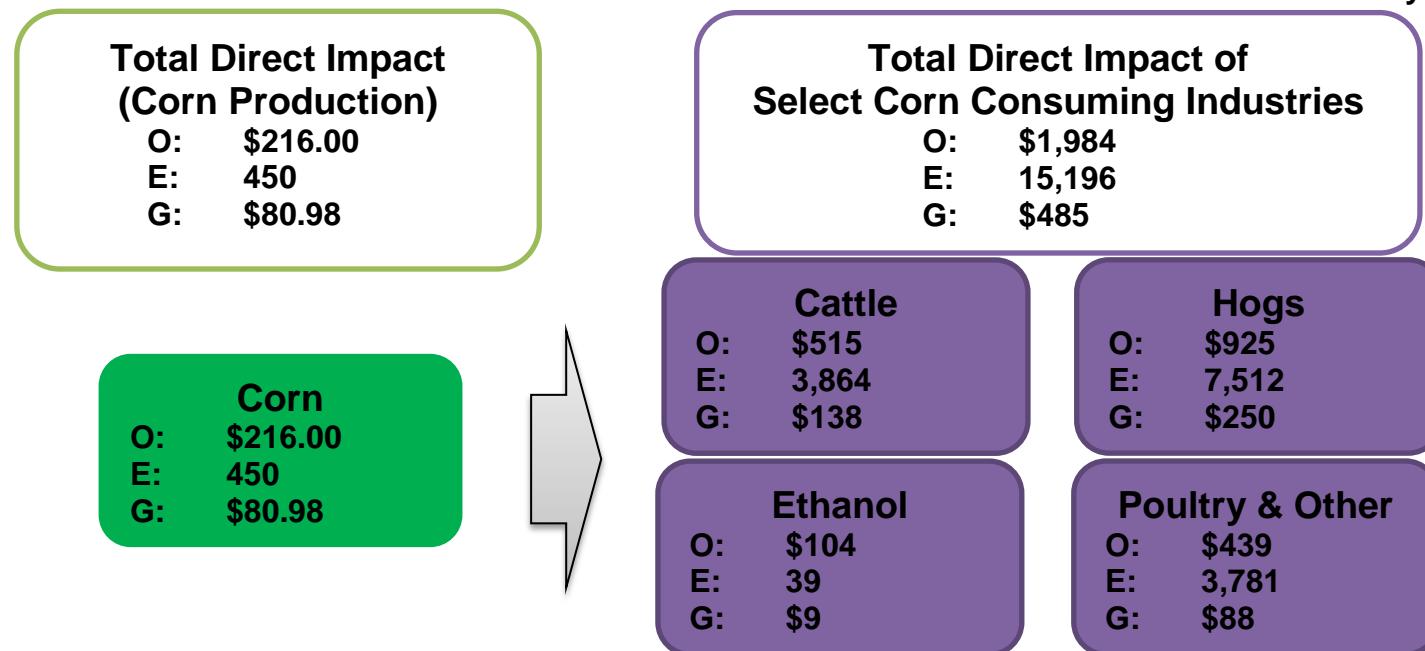 Total Direct Impact
(Corn Production)
O: $216.00
E: 450
G: $80.98
Total Direct Impact of
Select Corn Consuming Industries
O: $1,984
E: 15,196
G: $485
Corn
O: $216.00
E: 450
G: $80.98
Cattle
O: $515
E: 3,864
G: $138
Hogs
O: $925
E: 7,512
G: $250
Ethanol
O: $104
E: 39
G: $9
Poultry & Other
O: $439
E: 3,781
G: $88